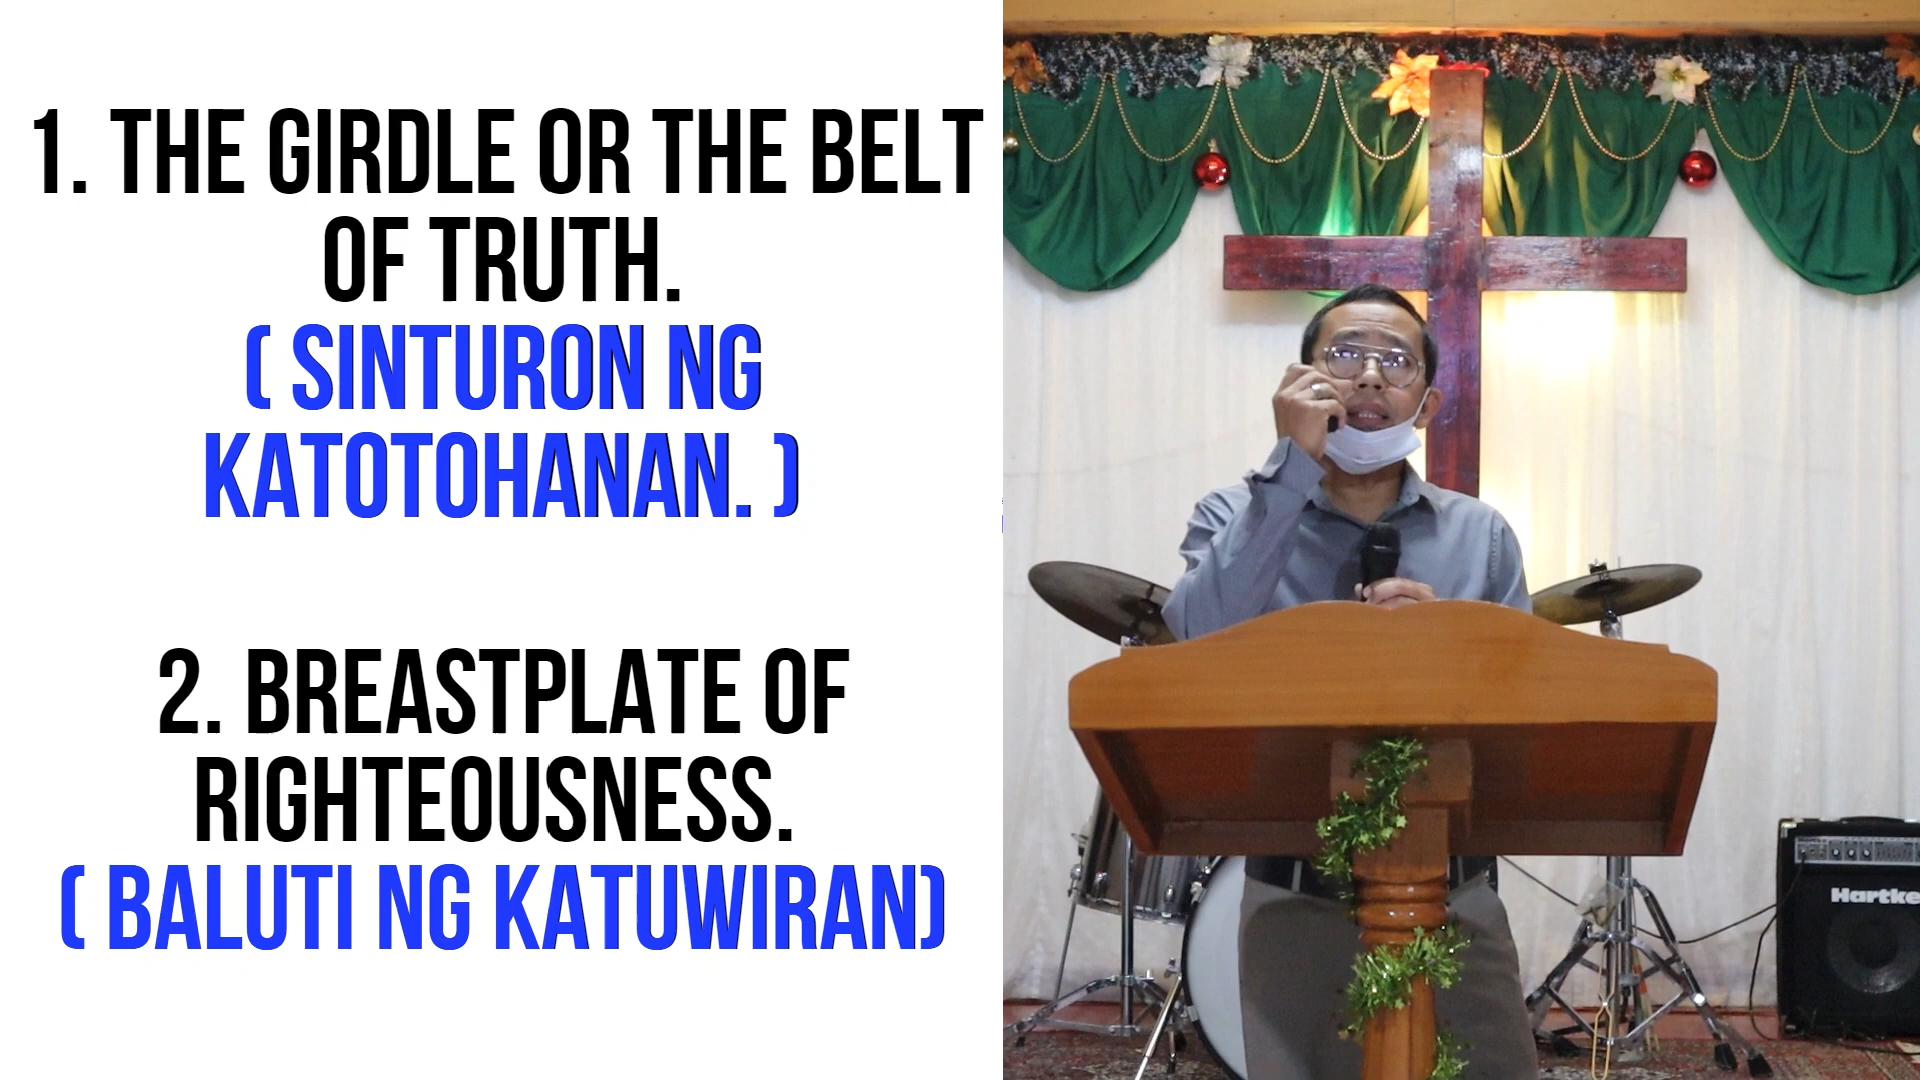 1. THE GIRDLE OR THE BELT
OF TRUTH.
( SINTURON NG
KATOTOHANAN. )
2. BREASTPLATE OF
RIGHTEOUSNESS.
( BALUTI NG KATUWIRAN)